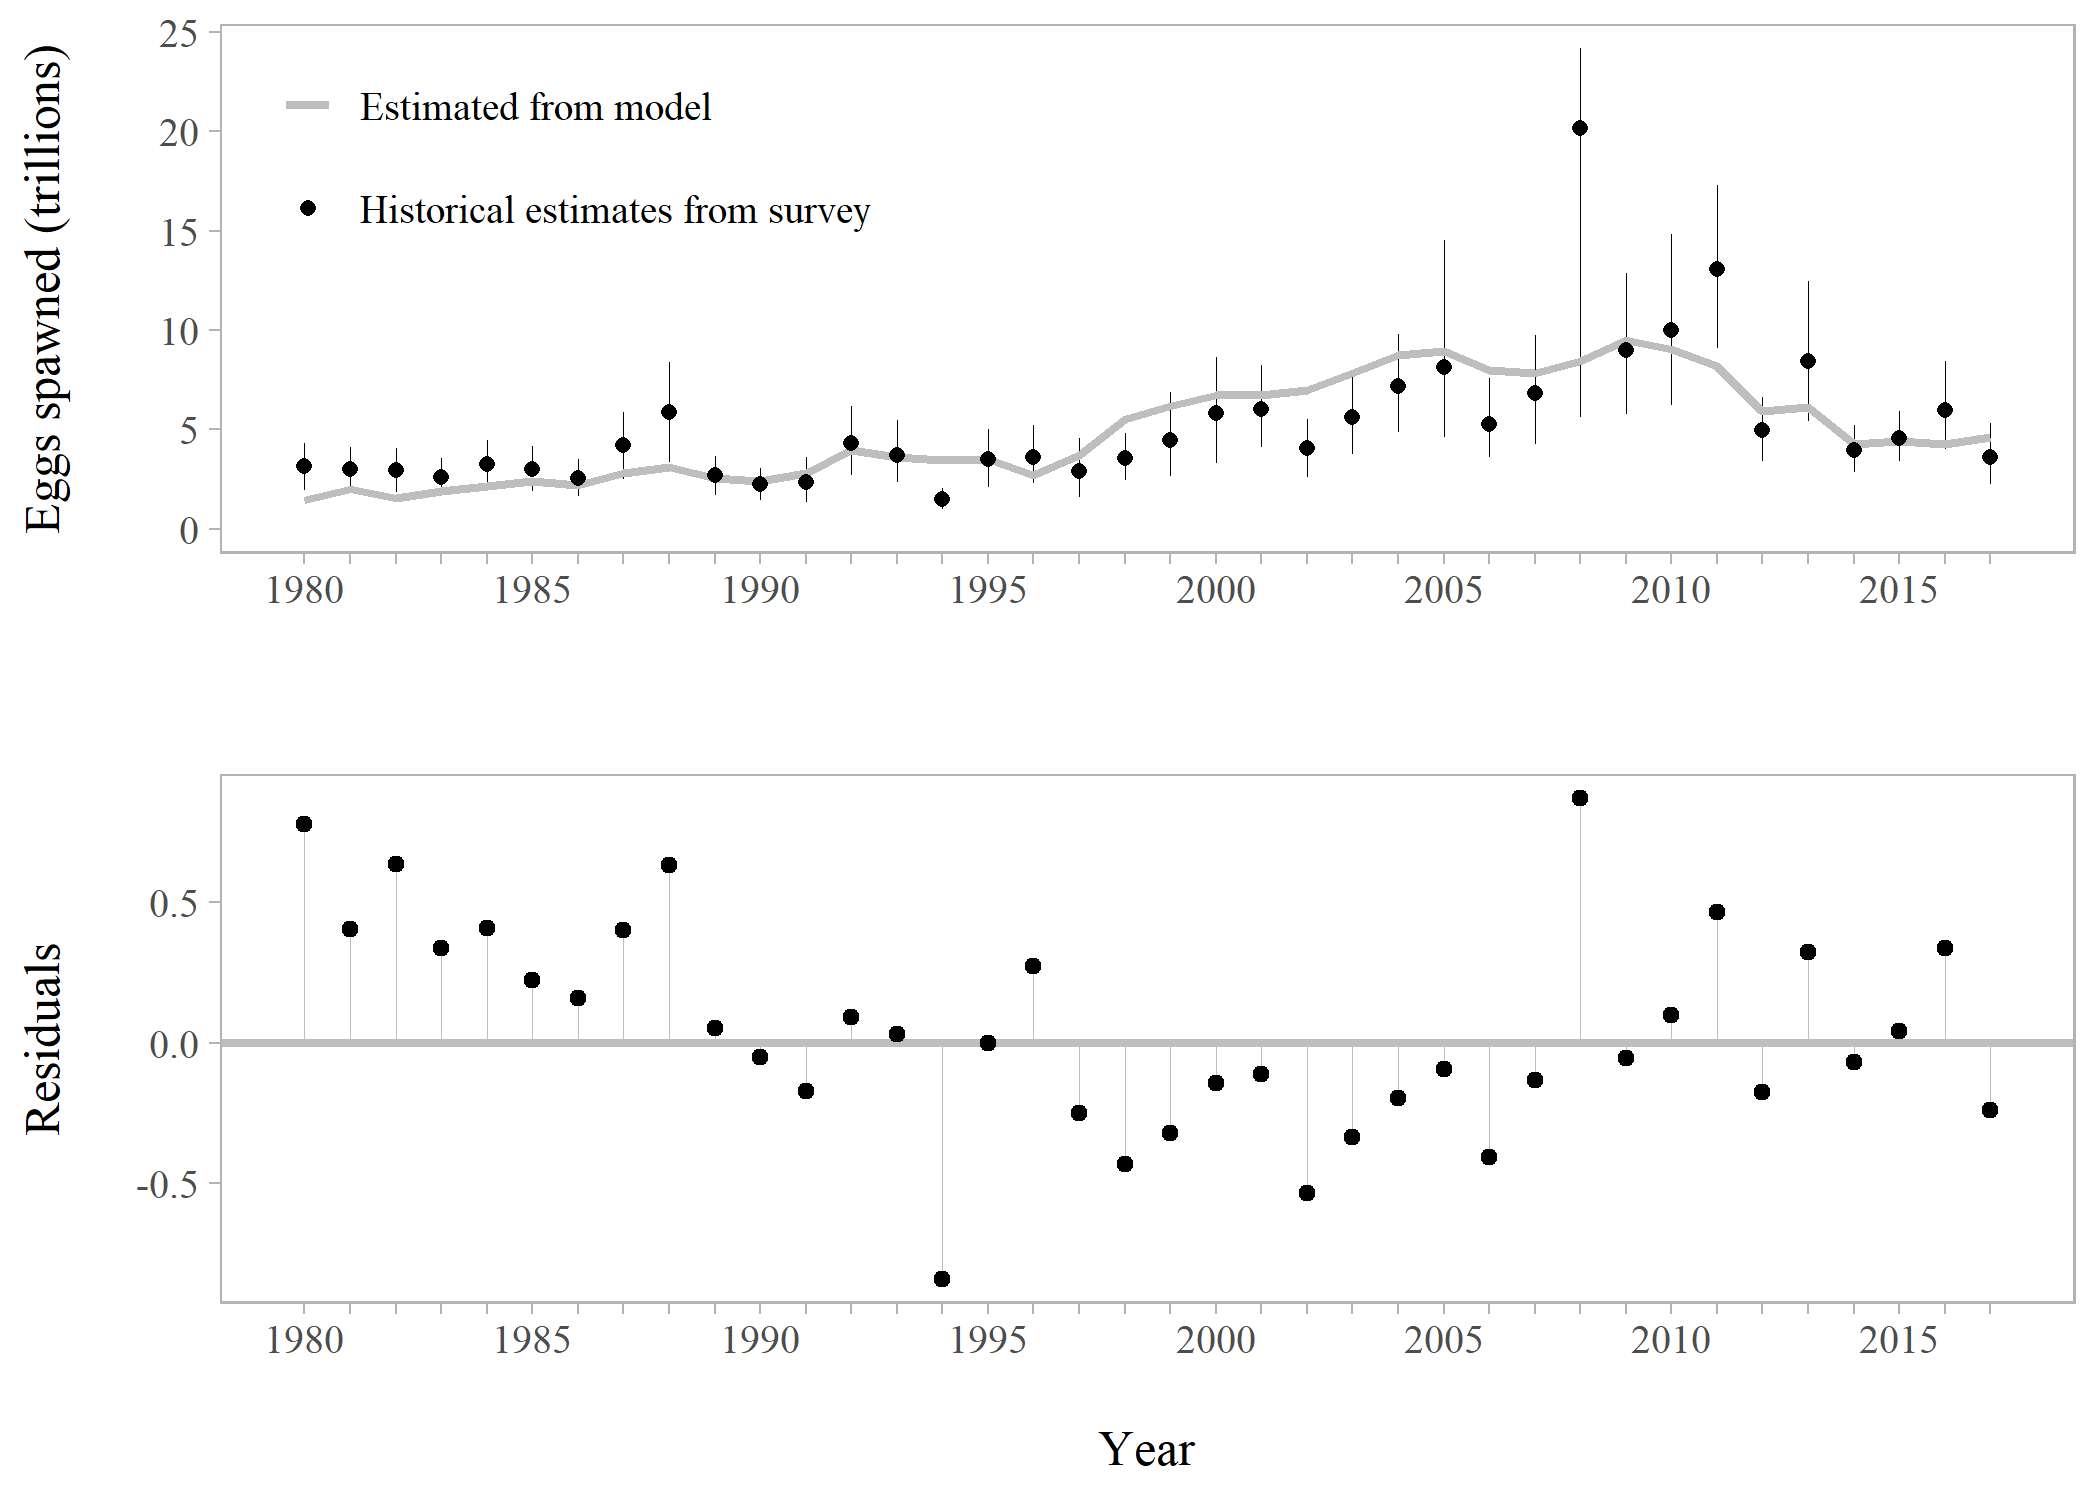 Eggs spawned (trillions)
25
20
15
10
5
0
Estimated from model
Historical estimates from survey
1980 1985 1990 1995 2000 2005 2010 2015
Residuals
0.5
0.0
-0.5
1980 1985 1990 1995 2000 2005 2010 2015
Year